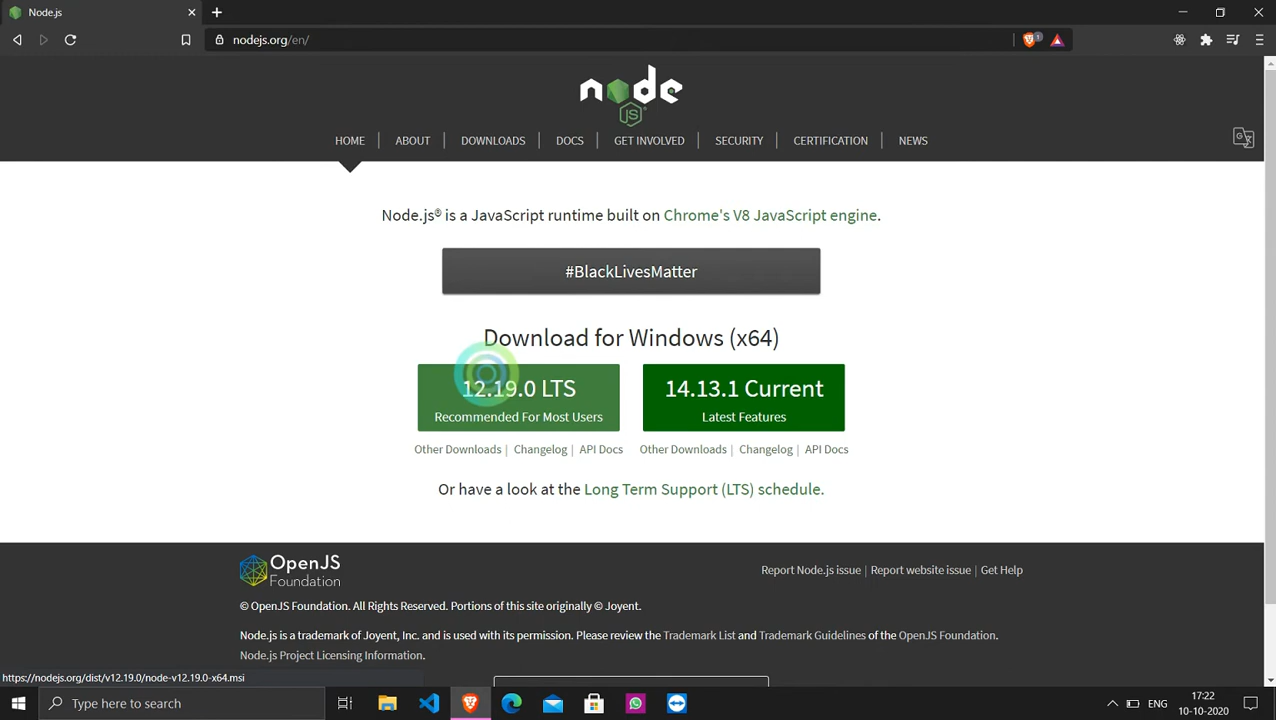 Node.js
nodejs.org/en/
1
node
JS
HOME
ABOUT
DOWNLOADS
DOCS
GET INVOLVED
SECURITY
CERTIFICATION
NEWS
Node.js® is a JavaScript runtime built on Chrome's V8 JavaScript engine.
#BlackLivesMatter
Download for Windows (x64)
12.19.0 LTS
Recommended For Most Users
14.13.1 Current
Latest Features
Other Downloads | Changelog | API Docs
Other Downloads | Changelog | API Docs
Or have a look at the Long Term Support (LTS) schedule.
OpenJS
Foundation
Report Node.js issue | Report website issue | Get Help
© OpenJS Foundation. All Rights Reserved. Portions of this site originally © Joyent.
Node.js is a trademark of Joyent, Inc. and is used with its permission. Please review the Trademark List and Trademark Guidelines of the OpenJS Foundation.
Node.js Project Licensing Information.
https://nodejs.org/dist/v12.19.0/node-v12.19.0-x64.msi
Type here to search
ENG
17:22
10-10-2020